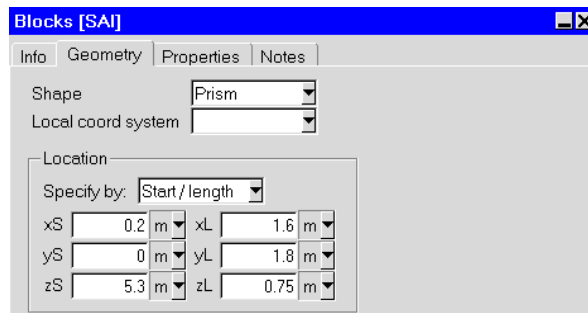 Blocks [SAI]
Info Geometry Properties Notes
Shape Prism
Local coord system
Location
Specify by: Start / length
xS 0.2 m xL 1.6 m
yS 0 m yL 1.8 m
zS 5.3 m zL 0.75 m